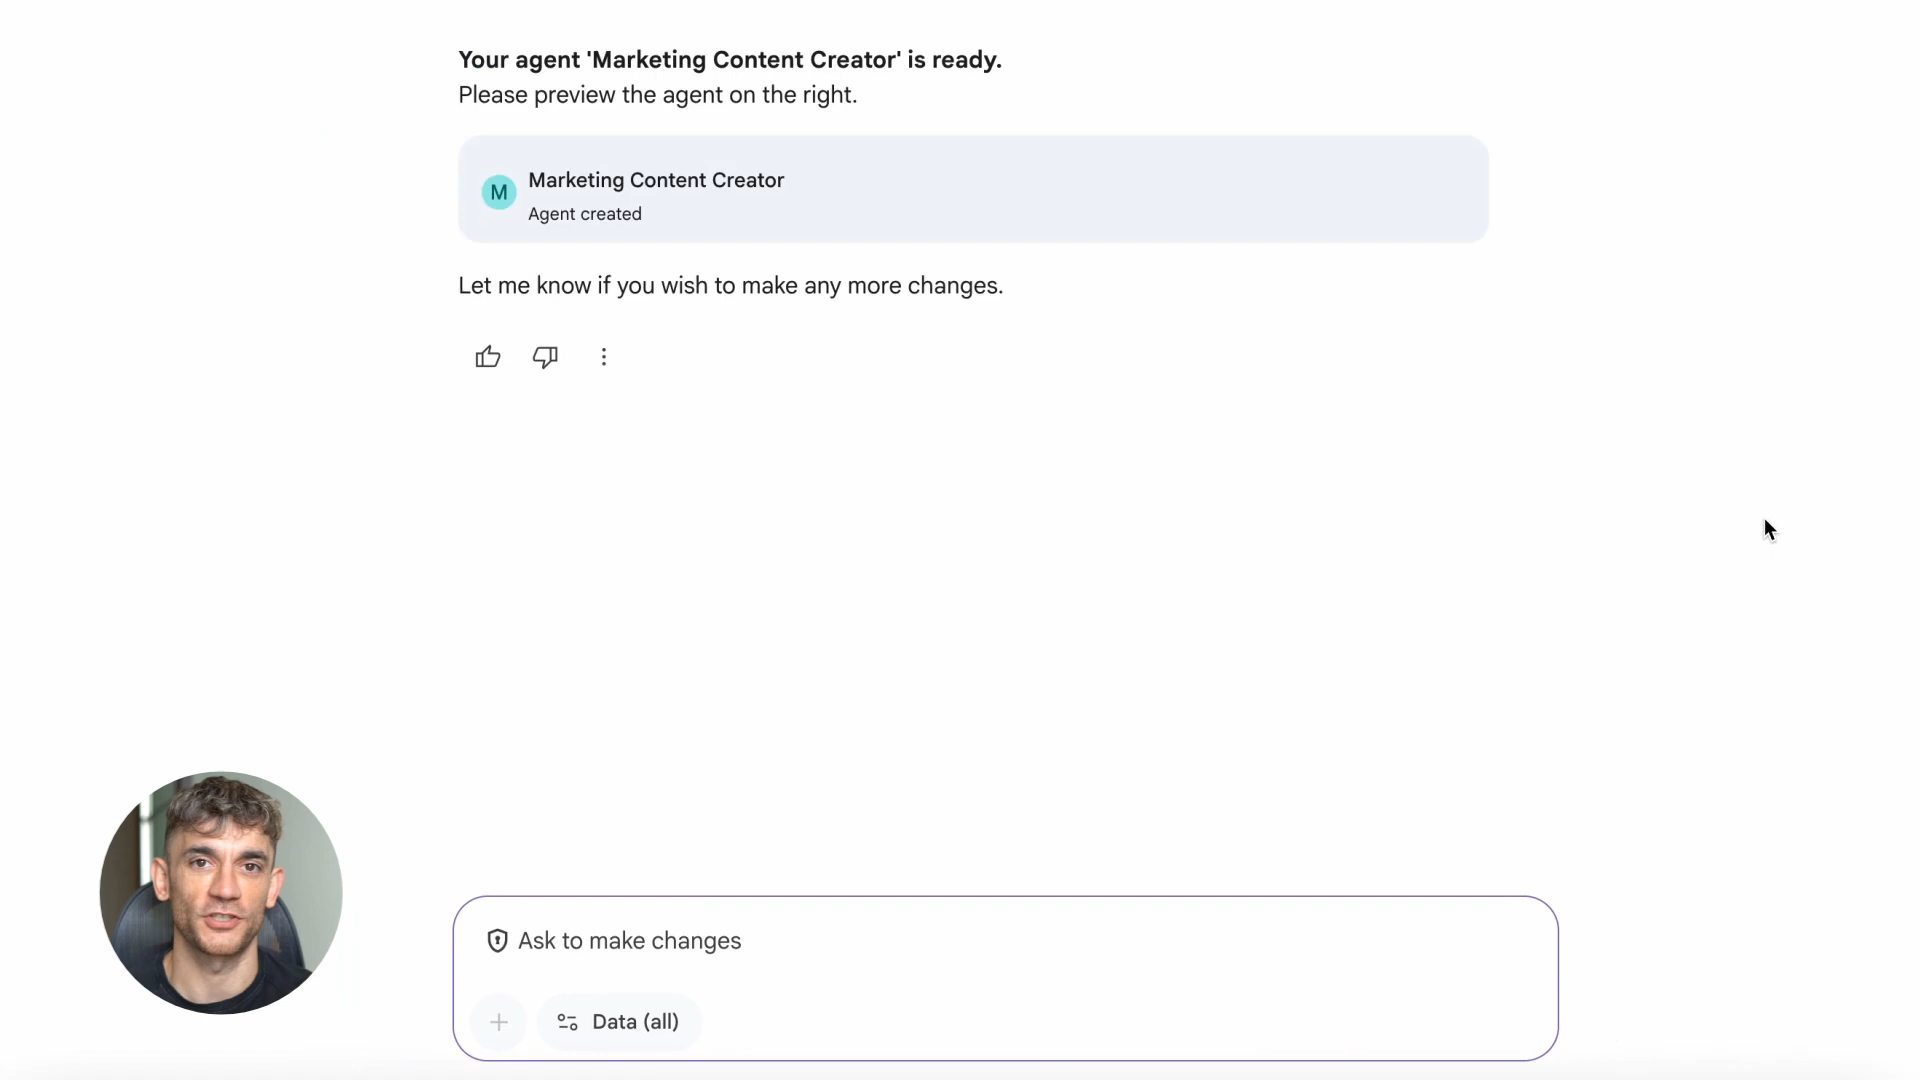 Your agent 'Marketing Content Creator' is ready.
Please preview the agent on the right.
M
Marketing Content Creator
Agent created
Let me know if you wish to make any more changes.
Ask to make changes
Data (all)